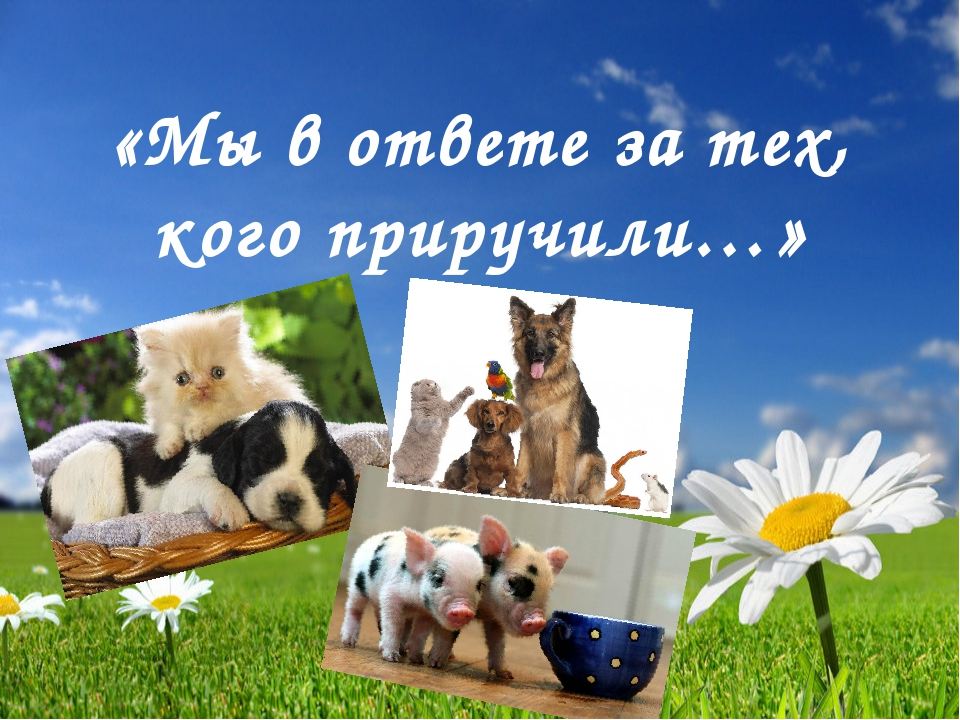 «Мы в ответе за тех,
кого приручили…»